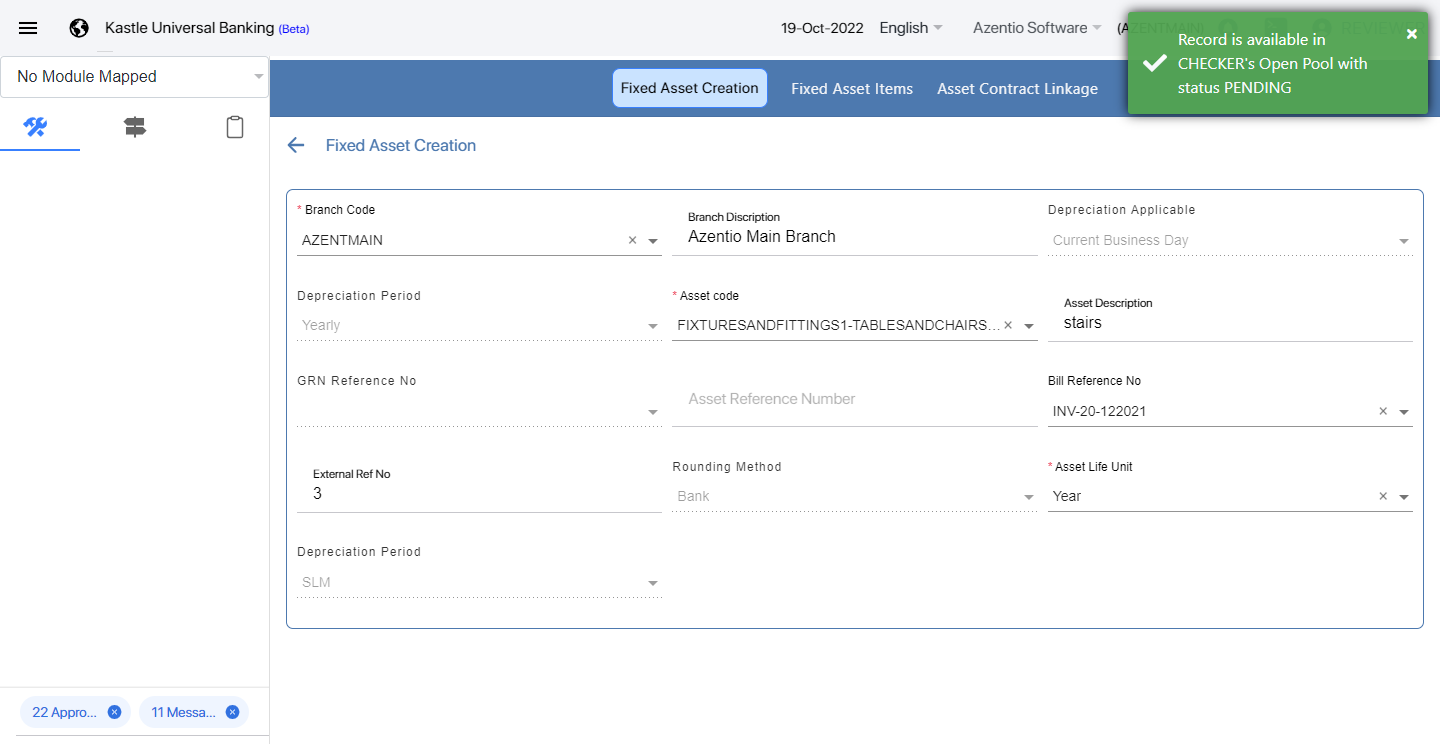 Kastle Universal Banking (Beta)
19-Oct-2022 English Azentio Software (AZENTMAIN) REVIEWER
Record is available in
CHECKER's Open Pool with
status PENDING
No Module Mapped
Fixed Asset Creation Fixed Asset Items Asset Contract Linkage
Fixed Asset Creation
* Branch Code
AZENTMAIN
Branch Discription
Azentio Main Branch
Depreciation Applicable
Current Business Day
Depreciation Period
Yearly
* Asset code
FIXTURESANDFITTINGS1-TABLESANDCHAIRS...
Asset Description
stairs
GRN Reference No
Asset Reference Number
Bill Reference No
INV-20-122021
External Ref No
3
Rounding Method
Bank
* Asset Life Unit
Year
Depreciation Period
SLM
22 Appro... 11 Messa...